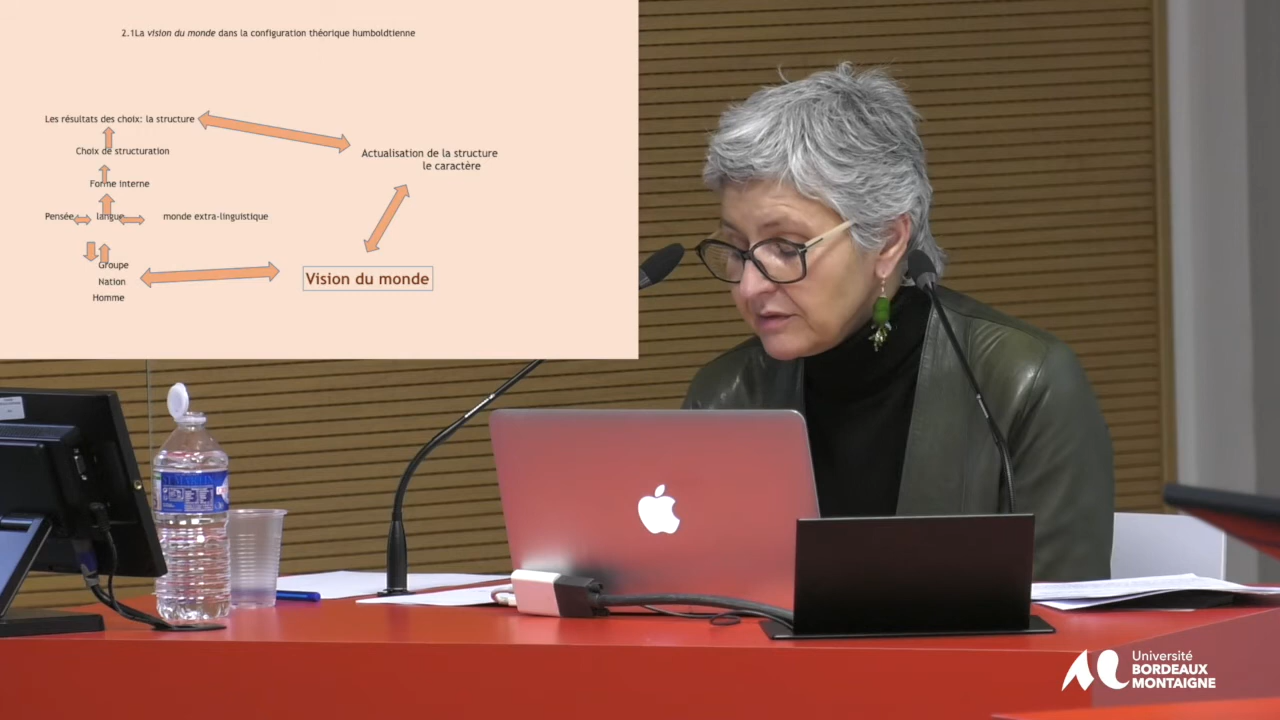 2.1La vision du monde dans la configuration théorique humboldtienne
Les résultats des choix: la structure
Choix de structuration
Forme interne
Pensée langue monde extra-linguistique
Groupe
Nation
Homme
Actualisation de la structure
le caractère
Vision du monde
Université
BORDEAUX
MONTAIGNE